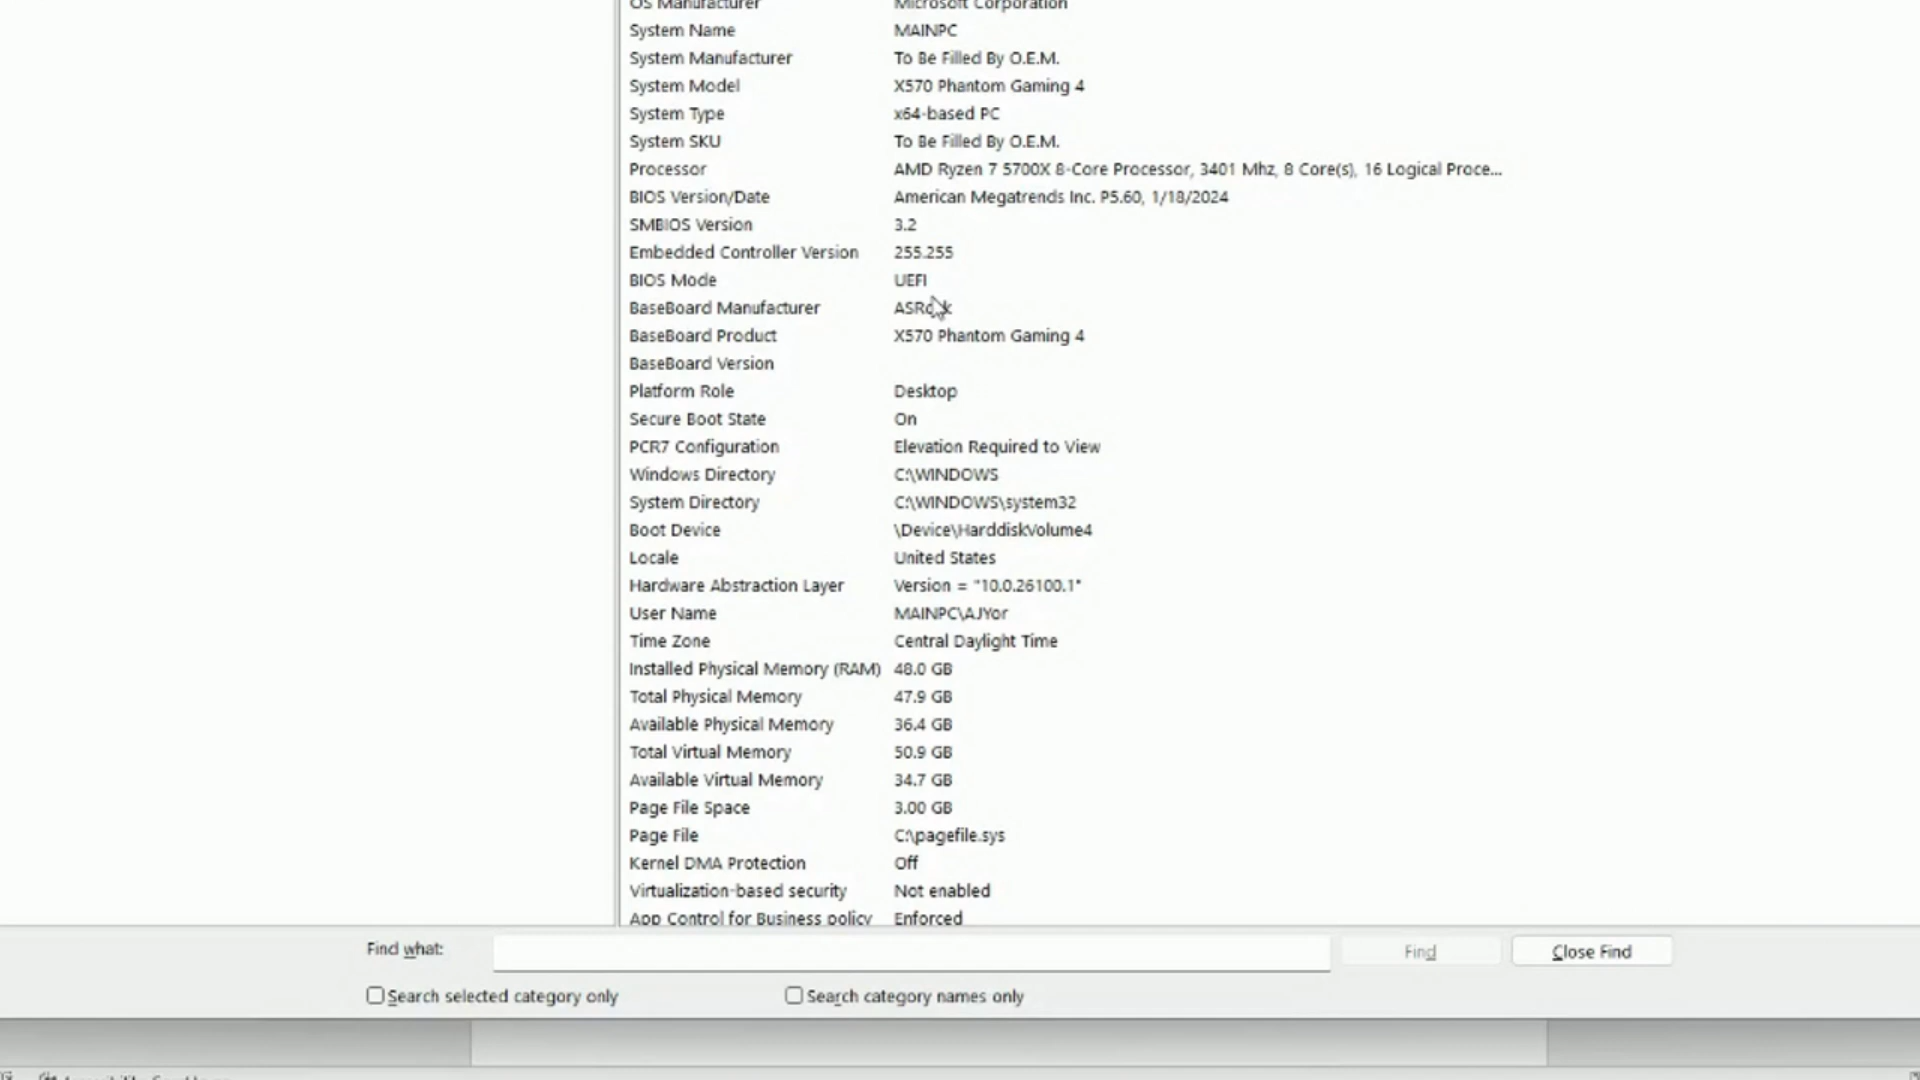 OS Manufacturer Microsoft Corporation
System Name MAINPC
System Manufacturer To Be Filled By O.E.M.
System Model X570 Phantom Gaming 4
System Type x64-based PC
System SKU To Be Filled By O.E.M.
Processor AMD Ryzen 7 5700X 8-Core Processor, 3401 Mhz, 8 Core(s), 16 Logical Proce...
BIOS Version/Date American Megatrends Inc. P5.60, 1/18/2024
SMBIOS Version 3.2
Embedded Controller Version 255.255
BIOS Mode UEFI
BaseBoard Manufacturer ASRock
BaseBoard Product X570 Phantom Gaming 4
BaseBoard Version
Platform Role Desktop
Secure Boot State On
PCR7 Configuration Elevation Required to View
Windows Directory C:\WINDOWS
System Directory C:\WINDOWS\system32
Boot Device \Device\HarddiskVolume4
Locale United States
Hardware Abstraction Layer Version = "10.0.26100.1"
User Name MAINPC\AJYor
Time Zone Central Daylight Time
Installed Physical Memory (RAM) 48.0 GB
Total Physical Memory 47.9 GB
Available Physical Memory 36.4 GB
Total Virtual Memory 50.9 GB
Available Virtual Memory 34.7 GB
Page File Space 3.00 GB
Page File C:\pagefile.sys
Kernel DMA Protection Off
Virtualization-based security Not enabled
App Control for Business policy Enforced
Find what: Find Close Find
Search selected category only Search category names only